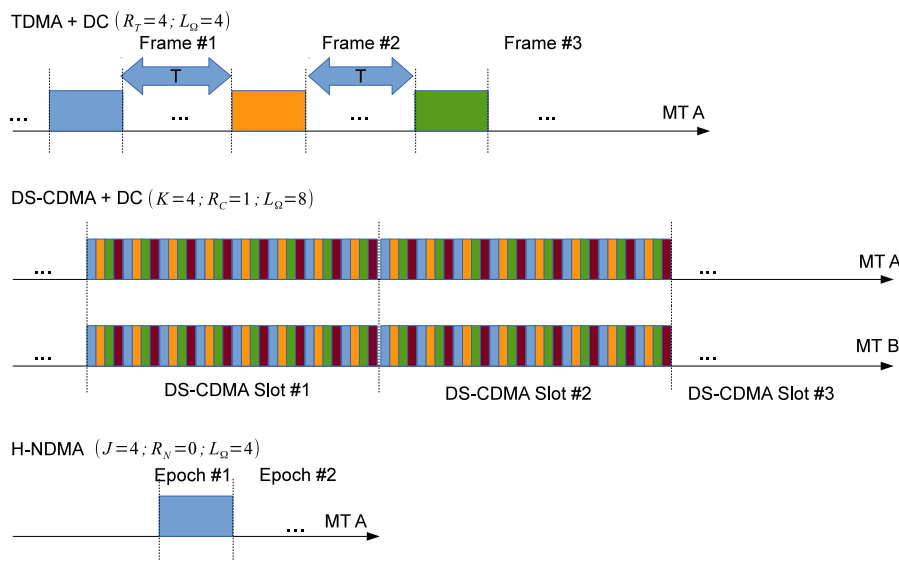 TDMA + DC (R_T=4; L_Ω=4)
Frame #1 Frame #2 Frame #3
T T
... ... ... ... MT A
DS-CDMA + DC (K=4; R_C=1; L_Ω=8)
... ... MT A
... ... MT B
DS-CDMA Slot #1 DS-CDMA Slot #2 DS-CDMA Slot #3
H-NDMA (J=4; R_N=0; L_Ω=4)
Epoch #1 Epoch #2
... MT A